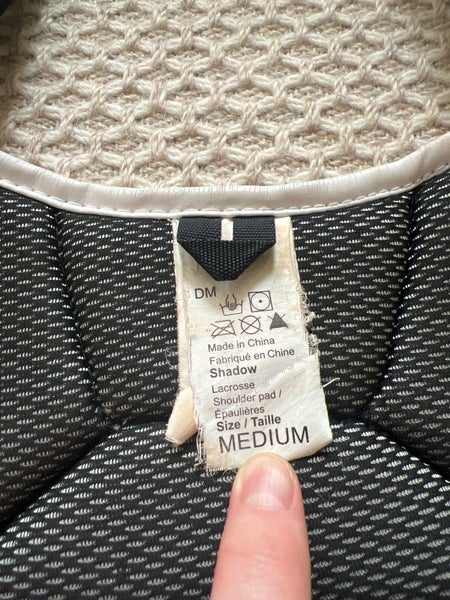 DM
Made in China
Fabriqué en Chine
Shadow
Lacrosse
Shoulder pad /
Épaulières
Size / Taille
MEDIUM